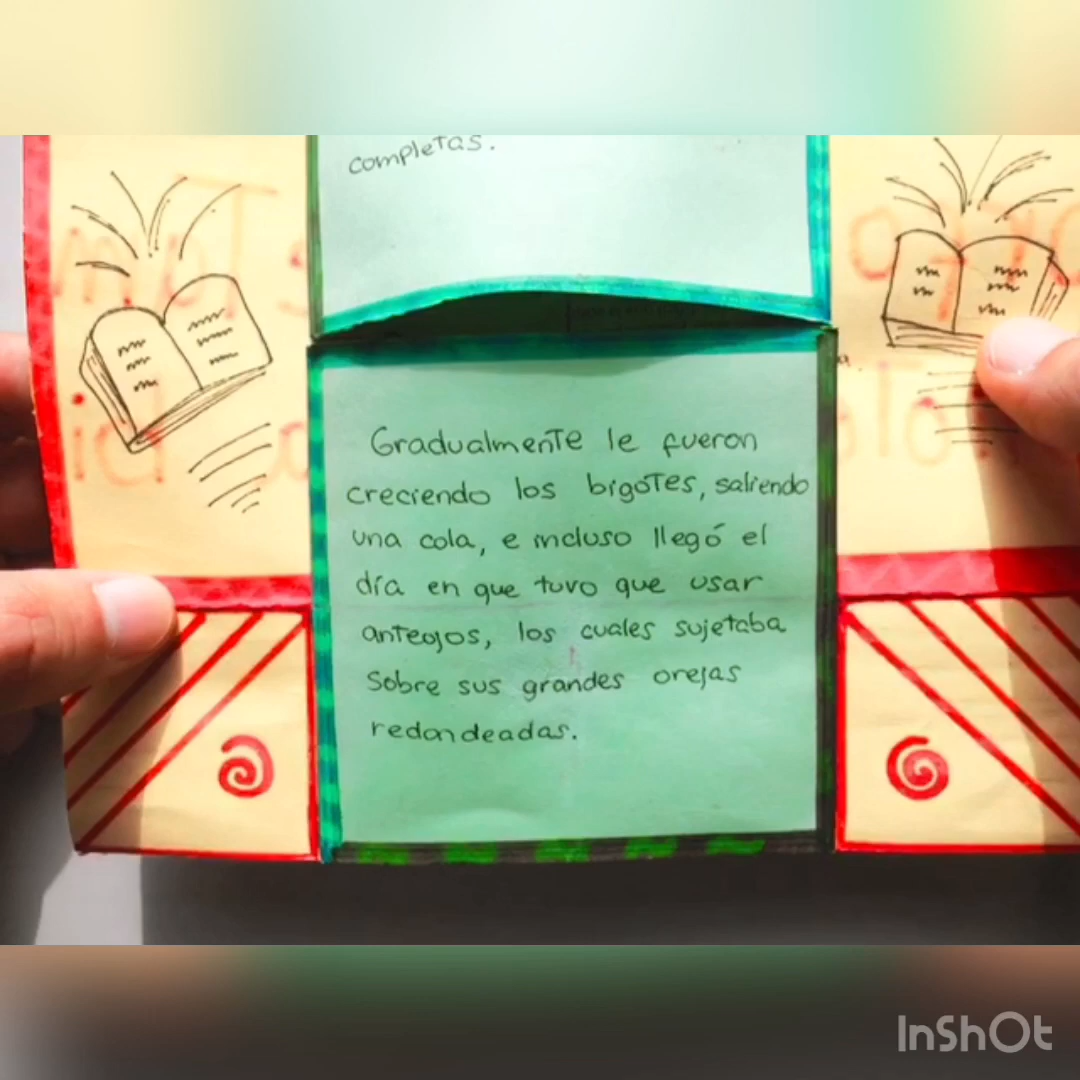 completas.
Gradualmente le fueron
creciendo los bigotes, saliendo
una cola, e incluso llegó el
día en que tuvo que usar
anteojos, los cuales sujetaba
sobre sus grandes orejas
redondeadas.
InShOt